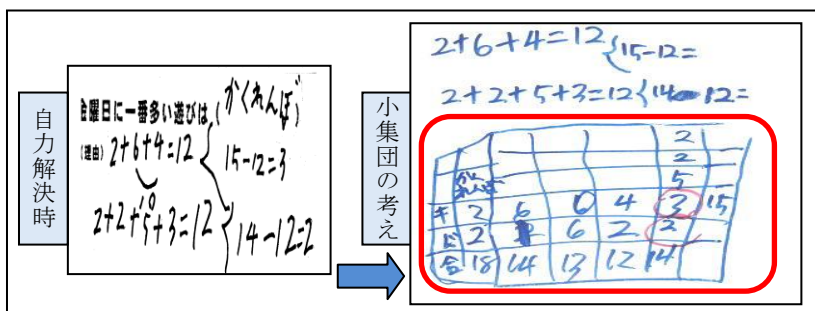 自力解決時
金曜日に一番多い遊びは(かくれんぼ)
(理由) 2+6+4=12
15-12=3
10
2+2+5+3=12
14-12=2
小集団の考え
2+6+4=12 15-12=
2+2+5+3=12 14 12=
2
2
かくれんぼ 5
キ 2 6 0 4 3 15
ド 2 6 2 2
合 18 14 13 12 14